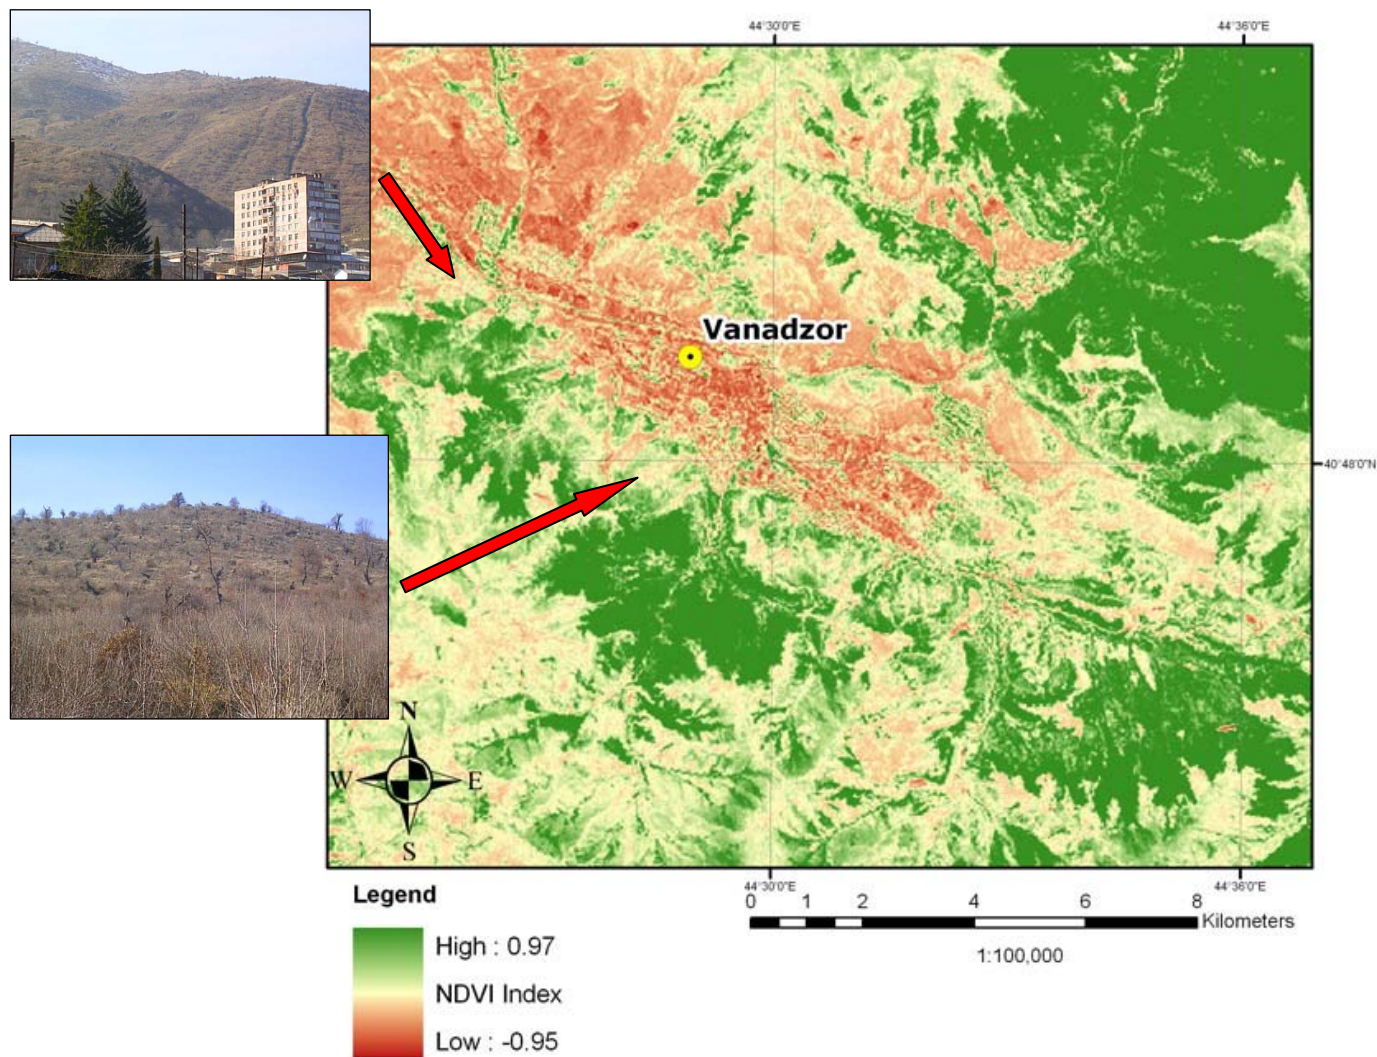 44°30'0"E
44°36'0"E
Vanadzor
40°48'0"N
N
W
E
S
44°30'0"E
44°36'0"E
Legend
0 1 2 4 6 8
Kilometers
High : 0.97
1:100,000
NDVI Index
Low : -0.95